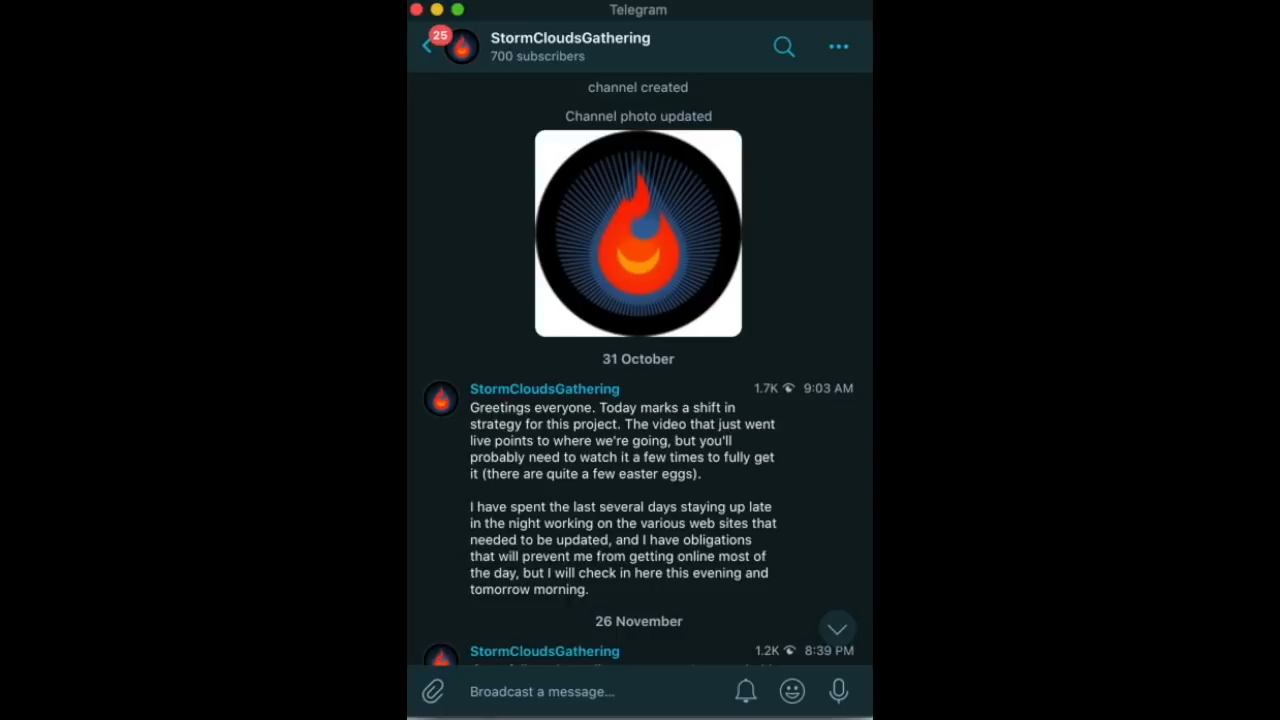 Telegram
25
StormCloudsGathering
700 subscribers
channel created
Channel photo updated
31 October
StormCloudsGathering 1.7K 9:03 AM
Greetings everyone. Today marks a shift in
strategy for this project. The video that just went
live points to where we're going, but you'll
probably need to watch it a few times to fully get
it (there are quite a few easter eggs).
I have spent the last several days staying up late
in the night working on the various web sites that
needed to be updated, and I have obligations
that will prevent me from getting online most of
the day, but I will check in here this evening and
tomorrow morning.
26 November
StormCloudsGathering 1.2K 8:39 PM
Broadcast a message...